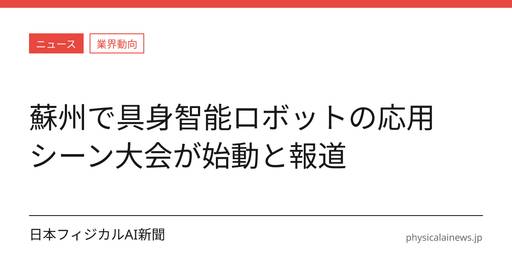 ニュース 業界動向
蘇州で具身智能ロボットの応用
シーン大会が始動と報道
日本フィジカルAI新聞 physicalainews.jp